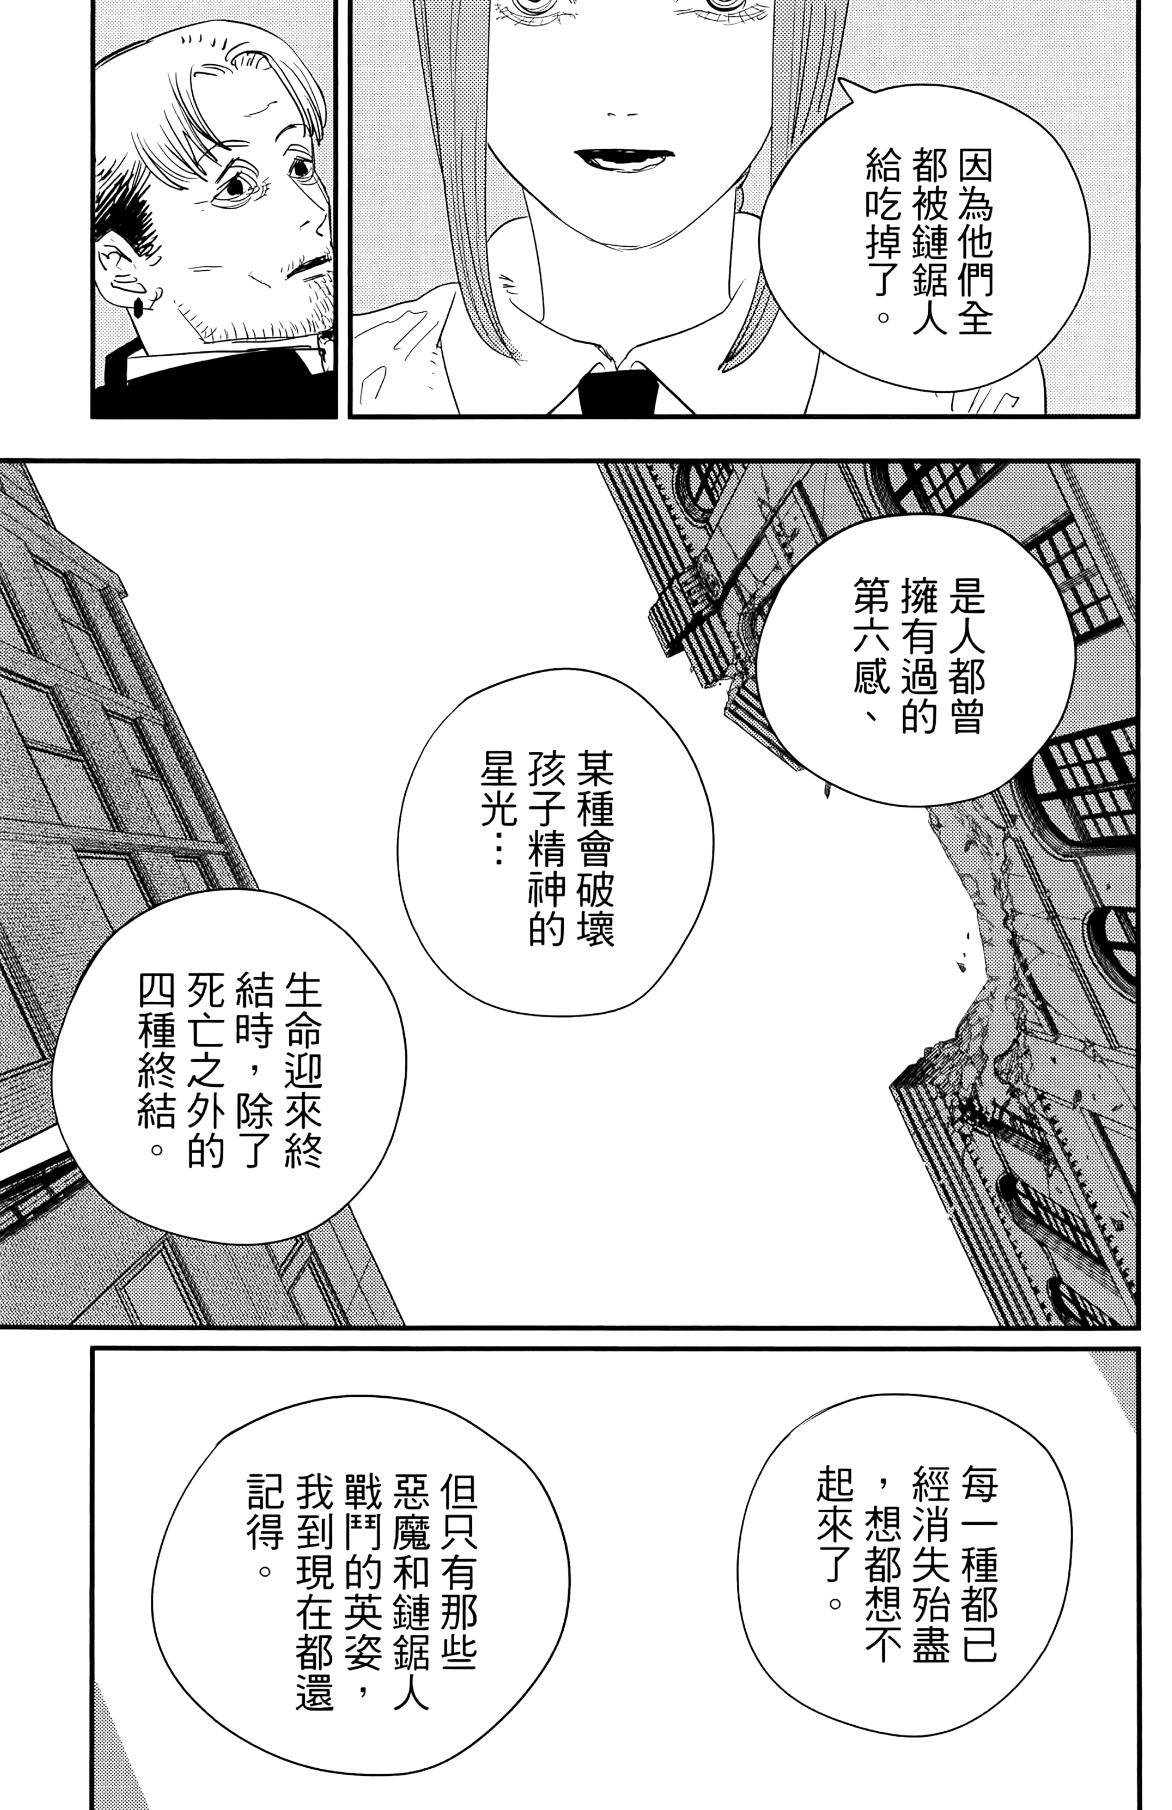 因為他們全
都被鏈鋸人
給吃掉了。
是人都曾
擁有過的
第六感、
某種會破壞
孩子精神的
星光…
生命迎來終
結時，除了
死亡之外的
四種終結。
每一種都已
經消失殆盡
，想都想不
起來了。
但只有那些
惡魔和鏈鋸人
戰鬥的英姿，
我到現在都還
記得。